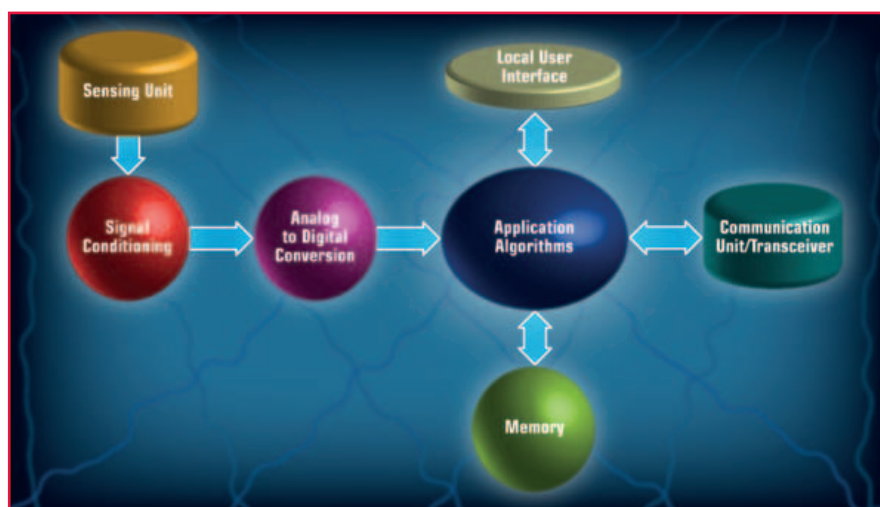 Sensing Unit
Local User
Interface
Signal
Conditioning
Analog
to Digital
Conversion
Application
Algorithms
Communication
Unit/Transceiver
Memory